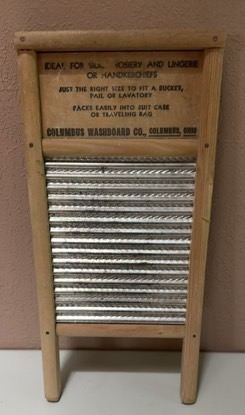 IDEAL FOR SILK, HOSIERY AND LINGERIE
OR HANDKERCHIEFS
JUST THE RIGHT SIZE TO FIT A BUCKET,
PAIL OR LAVATORY
PACKS EASILY INTO SUIT CASE
OR TRAVELING BAG
COLUMBUS WASHBOARD CO., COLUMBUS, OHIO